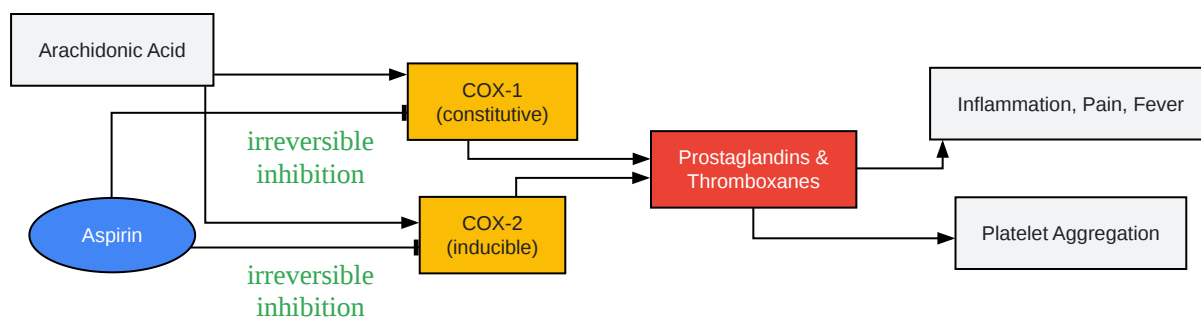 Arachidonic Acid
COX-1
(constitutive)
Inflammation, Pain, Fever
irreversible
inhibition
Prostaglandins &
Thromboxanes
Aspirin
COX-2
(inducible)
Platelet Aggregation
irreversible
inhibition